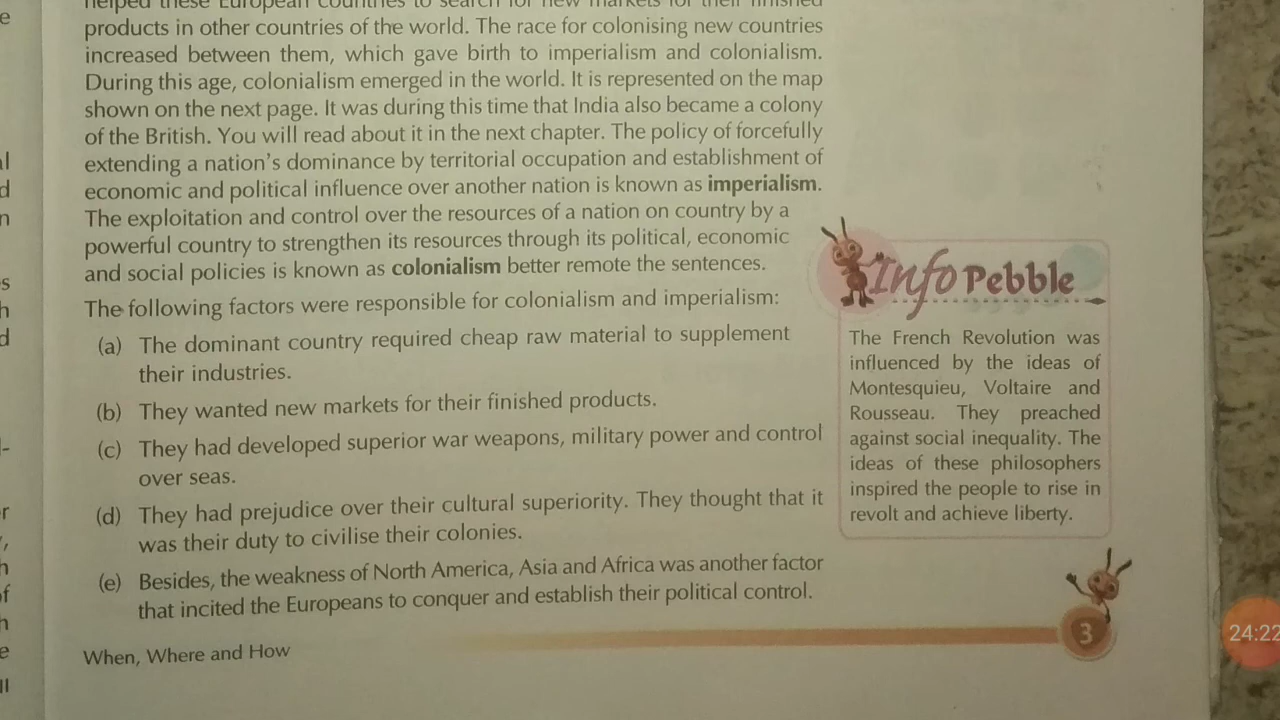 helped these European countries to search for new markets for their finished
products in other countries of the world. The race for colonising new countries
increased between them, which gave birth to imperialism and colonialism.
During this age, colonialism emerged in the world. It is represented on the map
shown on the next page. It was during this time that India also became a colony
of the British. You will read about it in the next chapter. The policy of forcefully
extending a nation's dominance by territorial occupation and establishment of
economic and political influence over another nation is known as imperialism.
The exploitation and control over the resources of a nation on country by a
powerful country to strengthen its resources through its political, economic
and social policies is known as colonialism better remote the sentences.
The following factors were responsible for colonialism and imperialism:
(a) The dominant country required cheap raw material to supplement
their industries.
(b) They wanted new markets for their finished products.
(c) They had developed superior war weapons, military power and control
over seas.
(d) They had prejudice over their cultural superiority. They thought that it
was their duty to civilise their colonies.
(e) Besides, the weakness of North America, Asia and Africa was another factor
that incited the Europeans to conquer and establish their political control.
Info Pebble
The French Revolution was
influenced by the ideas of
Montesquieu, Voltaire and
Rousseau. They preached
against social inequality. The
ideas of these philosophers
inspired the people to rise in
revolt and achieve liberty.
When, Where and How
3
24:22